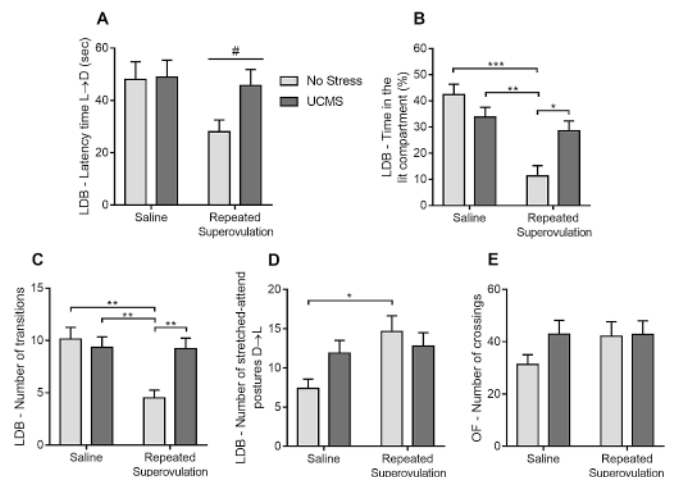 A
LDB - Latency time L→D (sec)
60
40
20
0
#
Saline
Repeated
Superovulation
No Stress
UCMS
B
LDB - Time in the
lit compartment (%)
60
50
40
30
20
10
0
***
**
*
Saline
Repeated
Superovulation
C
LDB - Number of transitions
15
10
5
0
**
**
**
Saline
Repeated
Superovulation
D
LDB - Number of stretched-attend
postures D→L
20
15
10
5
0
*
Saline
Repeated
Superovulation
E
OF - Number of crossings
60
40
20
0
Saline
Repeated
Superovulation